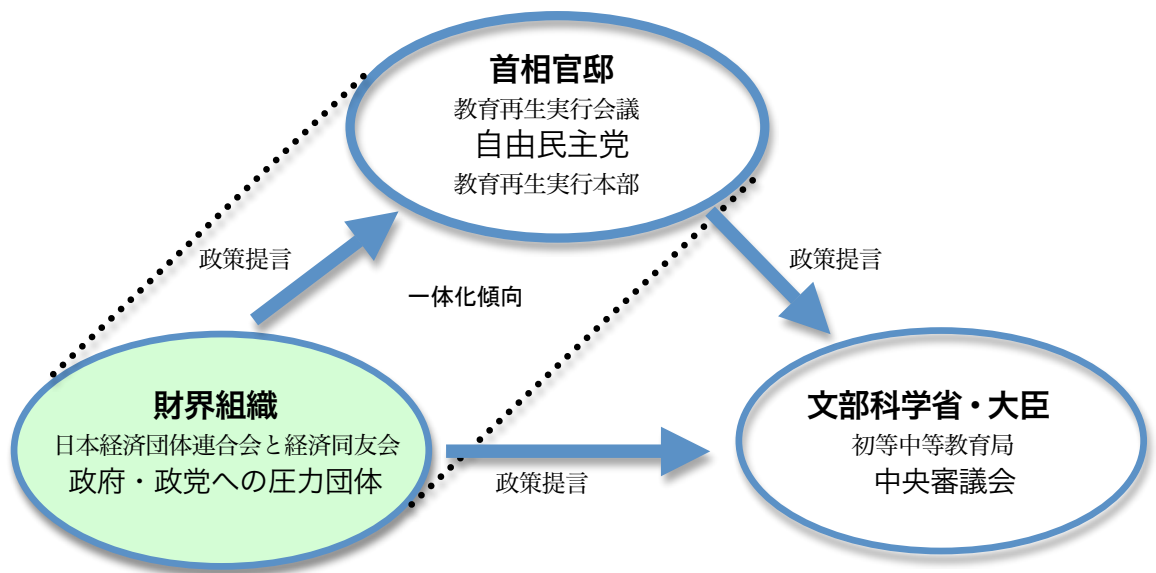 首相官邸
教育再生実行会議
自由民主党
教育再生実行本部
政策提言
政策提言
一体化傾向
財界組織
日本経済団体連合会と経済同友会
政府・政党への圧力団体
政策提言
文部科学省・大臣
初等中等教育局
中央審議会